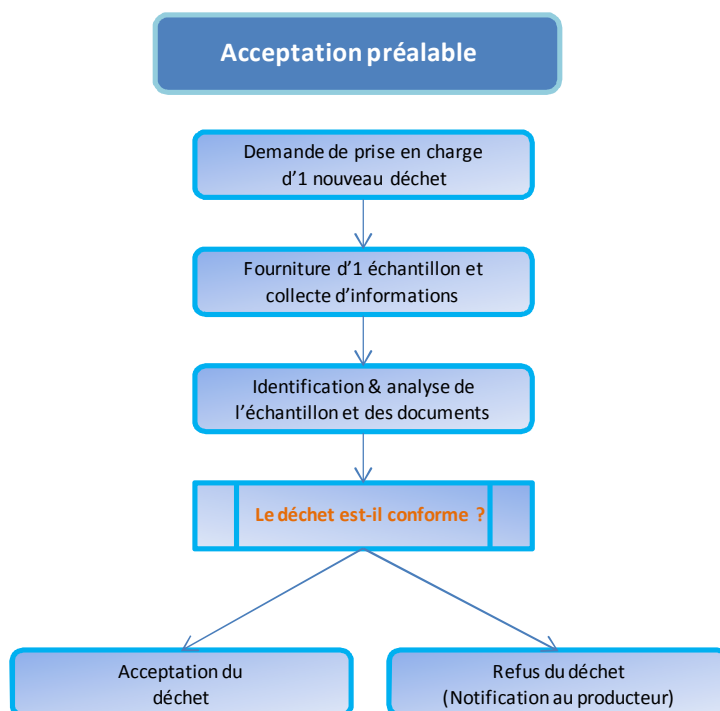 Acceptation préalable
Demande de prise en charge
d'1 nouveau déchet
Fourniture d'1 échantillon et
collecte d'informations
Identification & analyse de
l'échantillon et des documents
Le déchet est-il conforme ?
Acceptation du
déchet
Refus du déchet
(Notification au producteur)